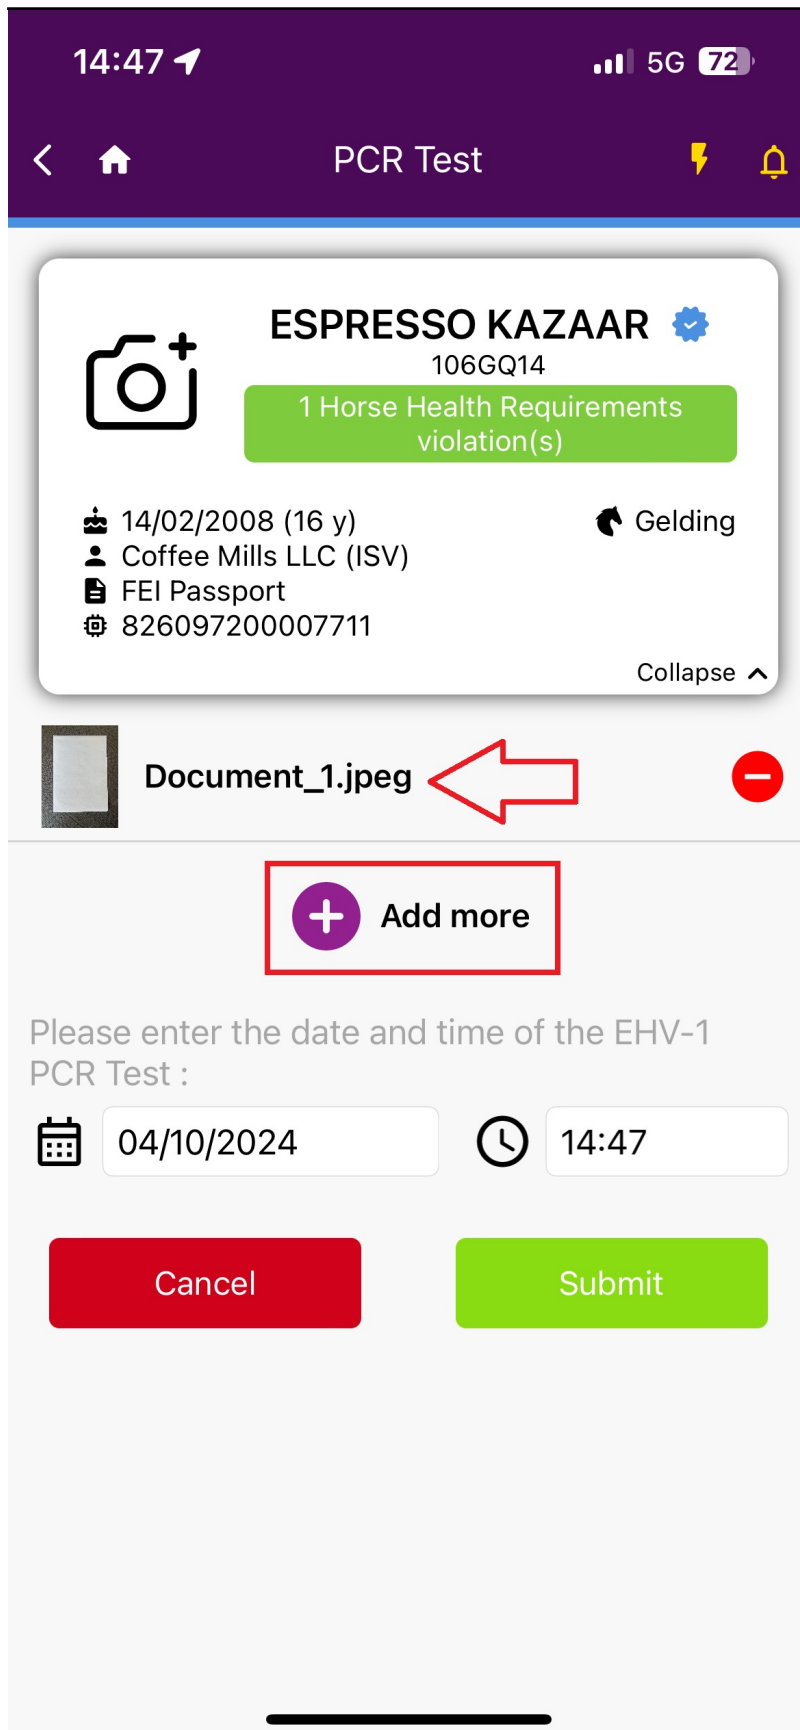 14:47 5G 72
PCR Test
ESPRESSO KAZAAR
106GQ14
1 Horse Health Requirements
violation(s)
14/02/2008 (16 y) Gelding
Coffee Mills LLC (ISV)
FEI Passport
826097200007711
Collapse
Document_1.jpeg
Add more
Please enter the date and time of the EHV-1
PCR Test :
04/10/2024 14:47
Cancel Submit